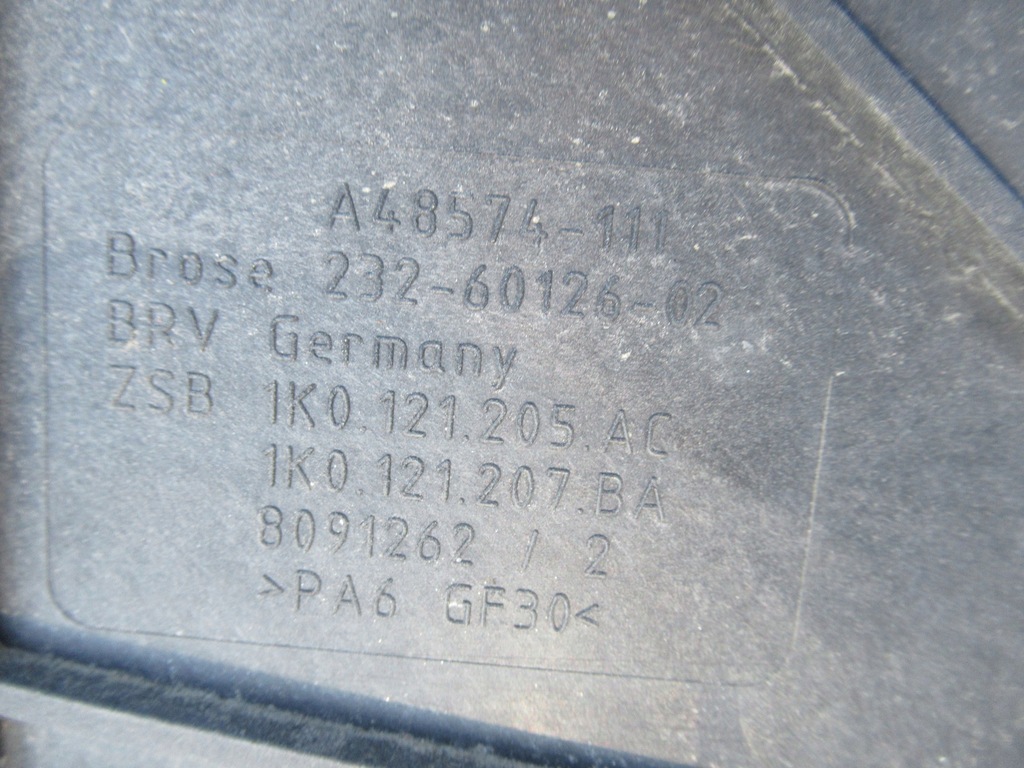 A48574-111
Brose 232-60126-02
BRV Germany
ZSB 1K0.121.205.AC
1K0.121.207.BA
8091262 / 2
>PA6 GF30<